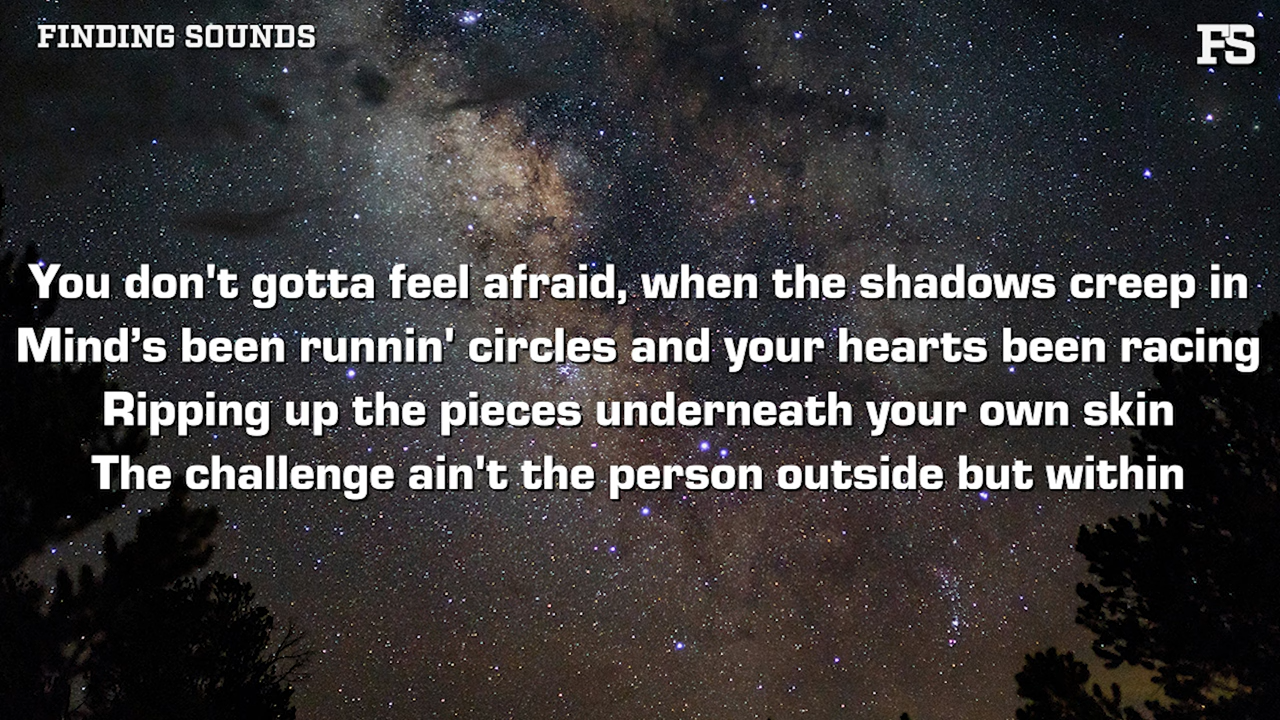 FINDING SOUNDS
FS
You don't gotta feel afraid, when the shadows creep in
Mind’s been runnin' circles and your hearts been racing
Ripping up the pieces underneath your own skin
The challenge ain't the person outside but within